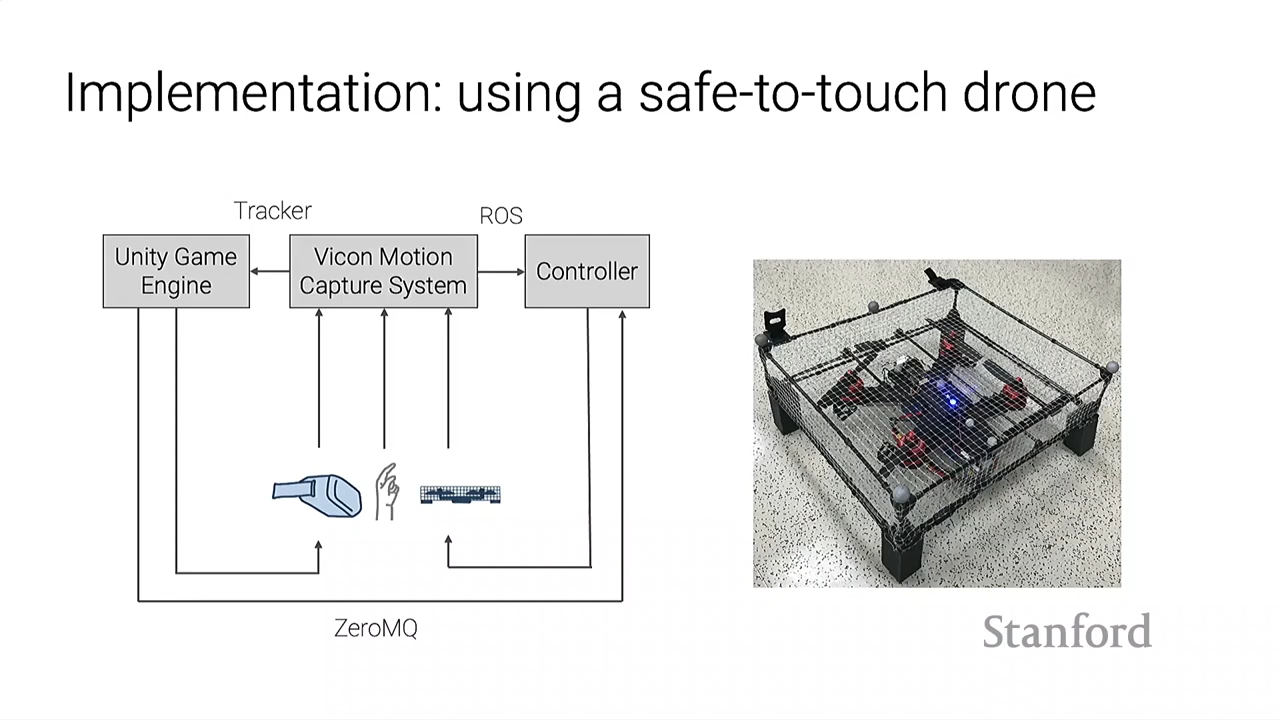 Implementation: using a safe-to-touch drone
Tracker
ROS
Unity Game
Engine
Vicon Motion
Capture System
Controller
ZeroMQ
Stanford